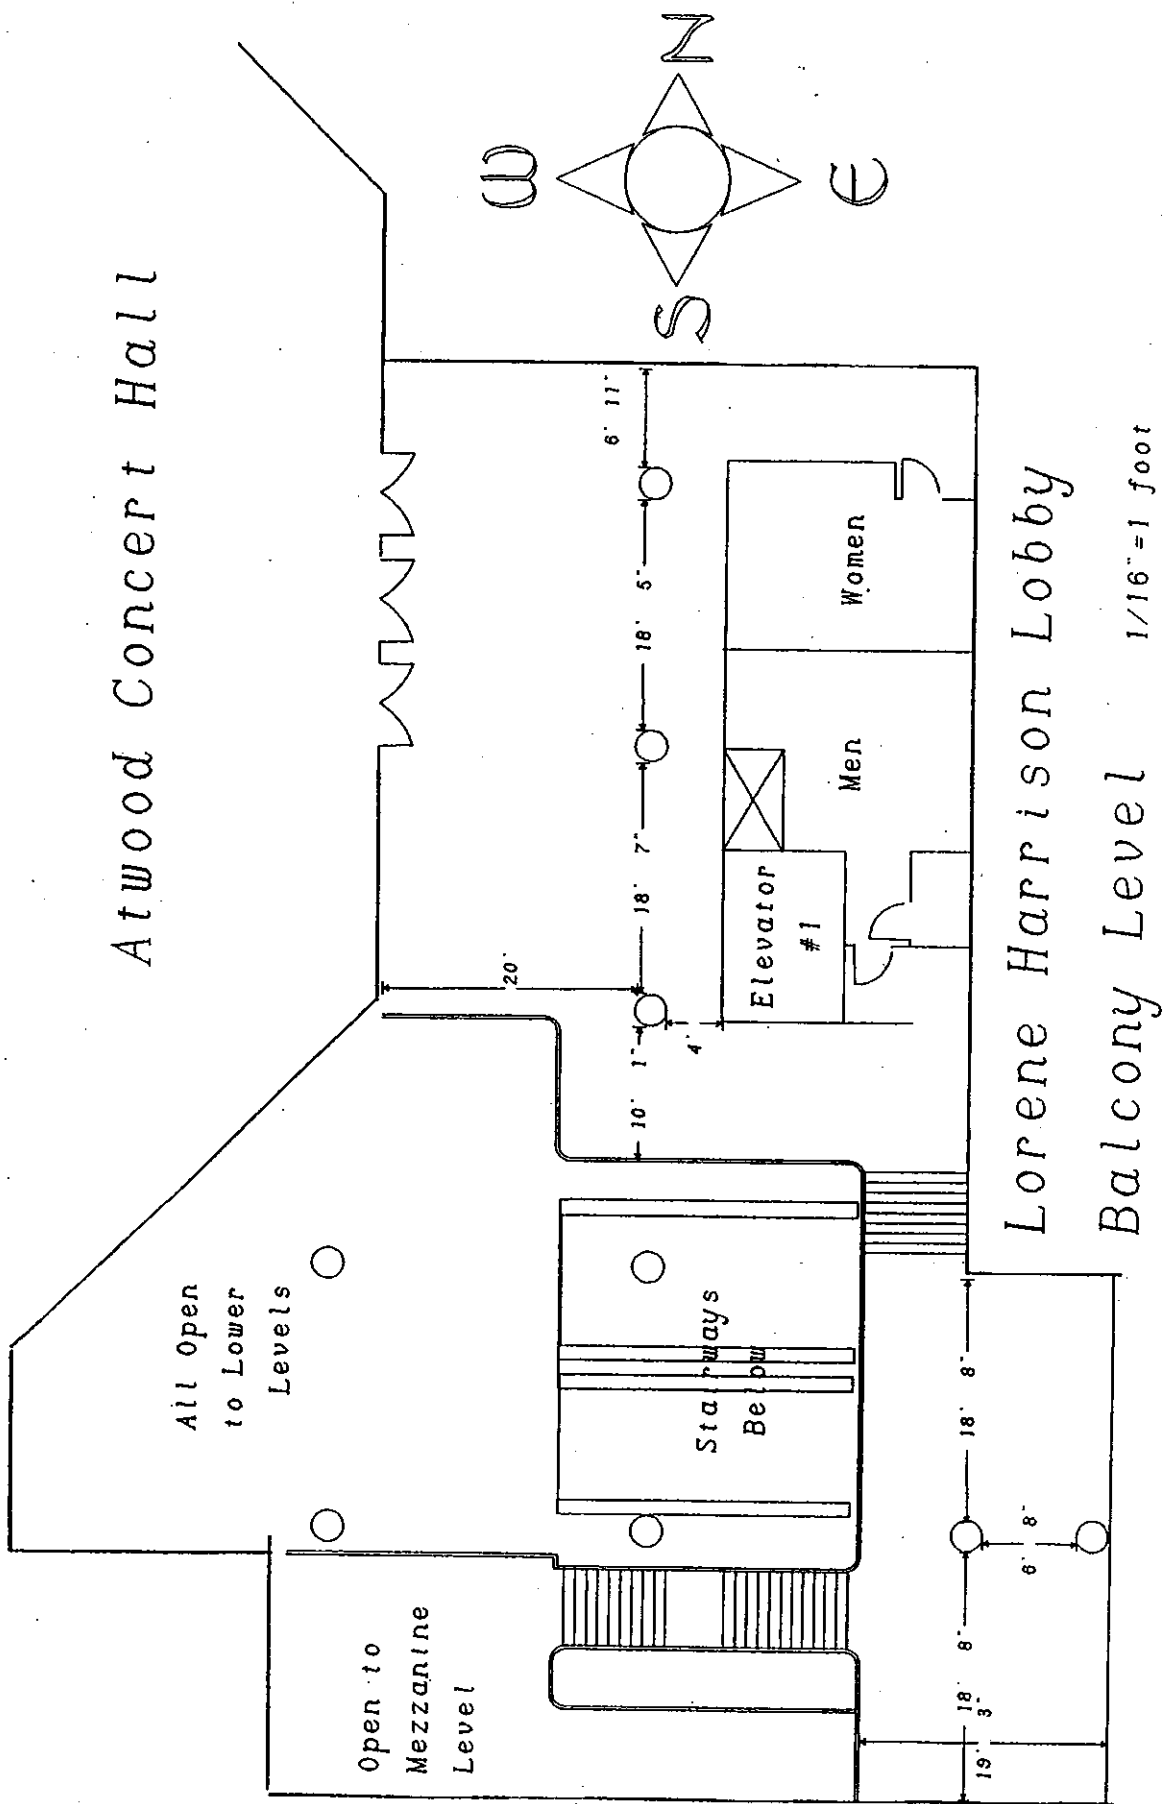 Atwood Concert Hall
W
N
S
E
All Open
to Lower
Levels
Open to
Mezzanine
Level
Stairways
Below
20'
10' 1"
18' 7"
18' 5"
6' 11"
4'
Elevator
#1
Men
Women
18' 8"
18' 8"
6' 8"
19' 3"
Lorene Harrison Lobby
Balcony Level
1/16"=1 foot